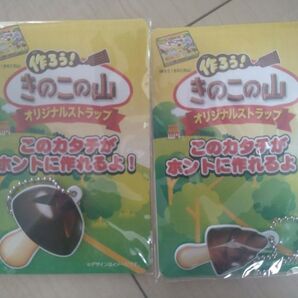 作ろう!
きのこの山
オリジナルストラップ
このカタチが
ホントに作れるよ!
作ろう!
きのこの山
オリジナルストラップ
このカタチが
ホントに作れるよ!